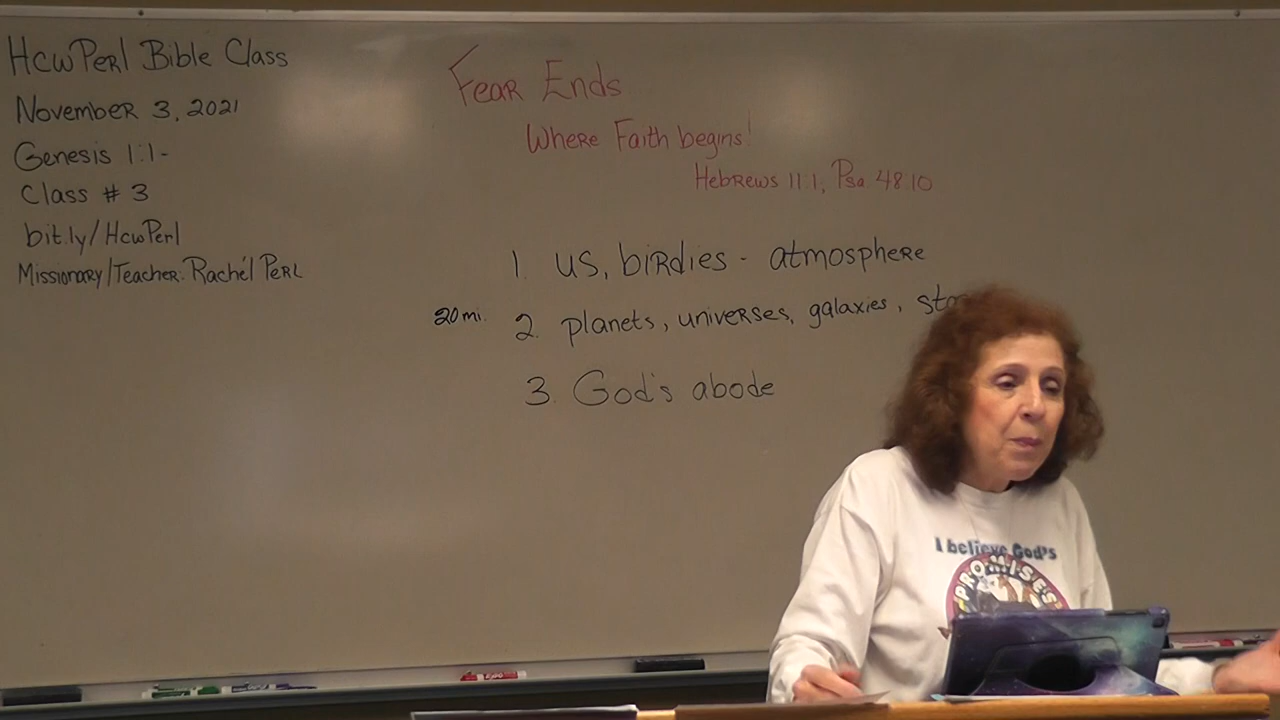 HcwPerl Bible Class
November 3, 2021
Genesis 1:1-
Class # 3
bit.ly/HcwPerl
Missionary/Teacher. Rachél Perl
Fear Ends
Where Faith begins!
Hebrews 11 1, Psa 48 10
1. us, birdies - atmosphere
20 mi. 2. planets, universes, galaxies,
3. God's abode
I believe God's
PROMISES